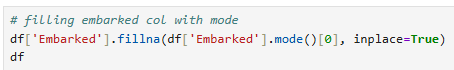 # filling embarked col with mode
df['Embarked'].fillna(df['Embarked'].mode()[0], inplace=True)
df